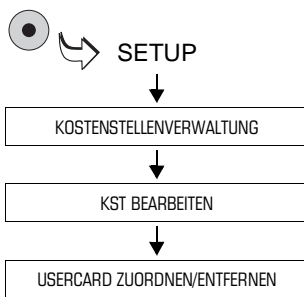 SETUP
KOSTENSTELLENVERWALTUNG
KST BEARBEITEN
USERCARD ZUORDNEN/ENTFERNEN